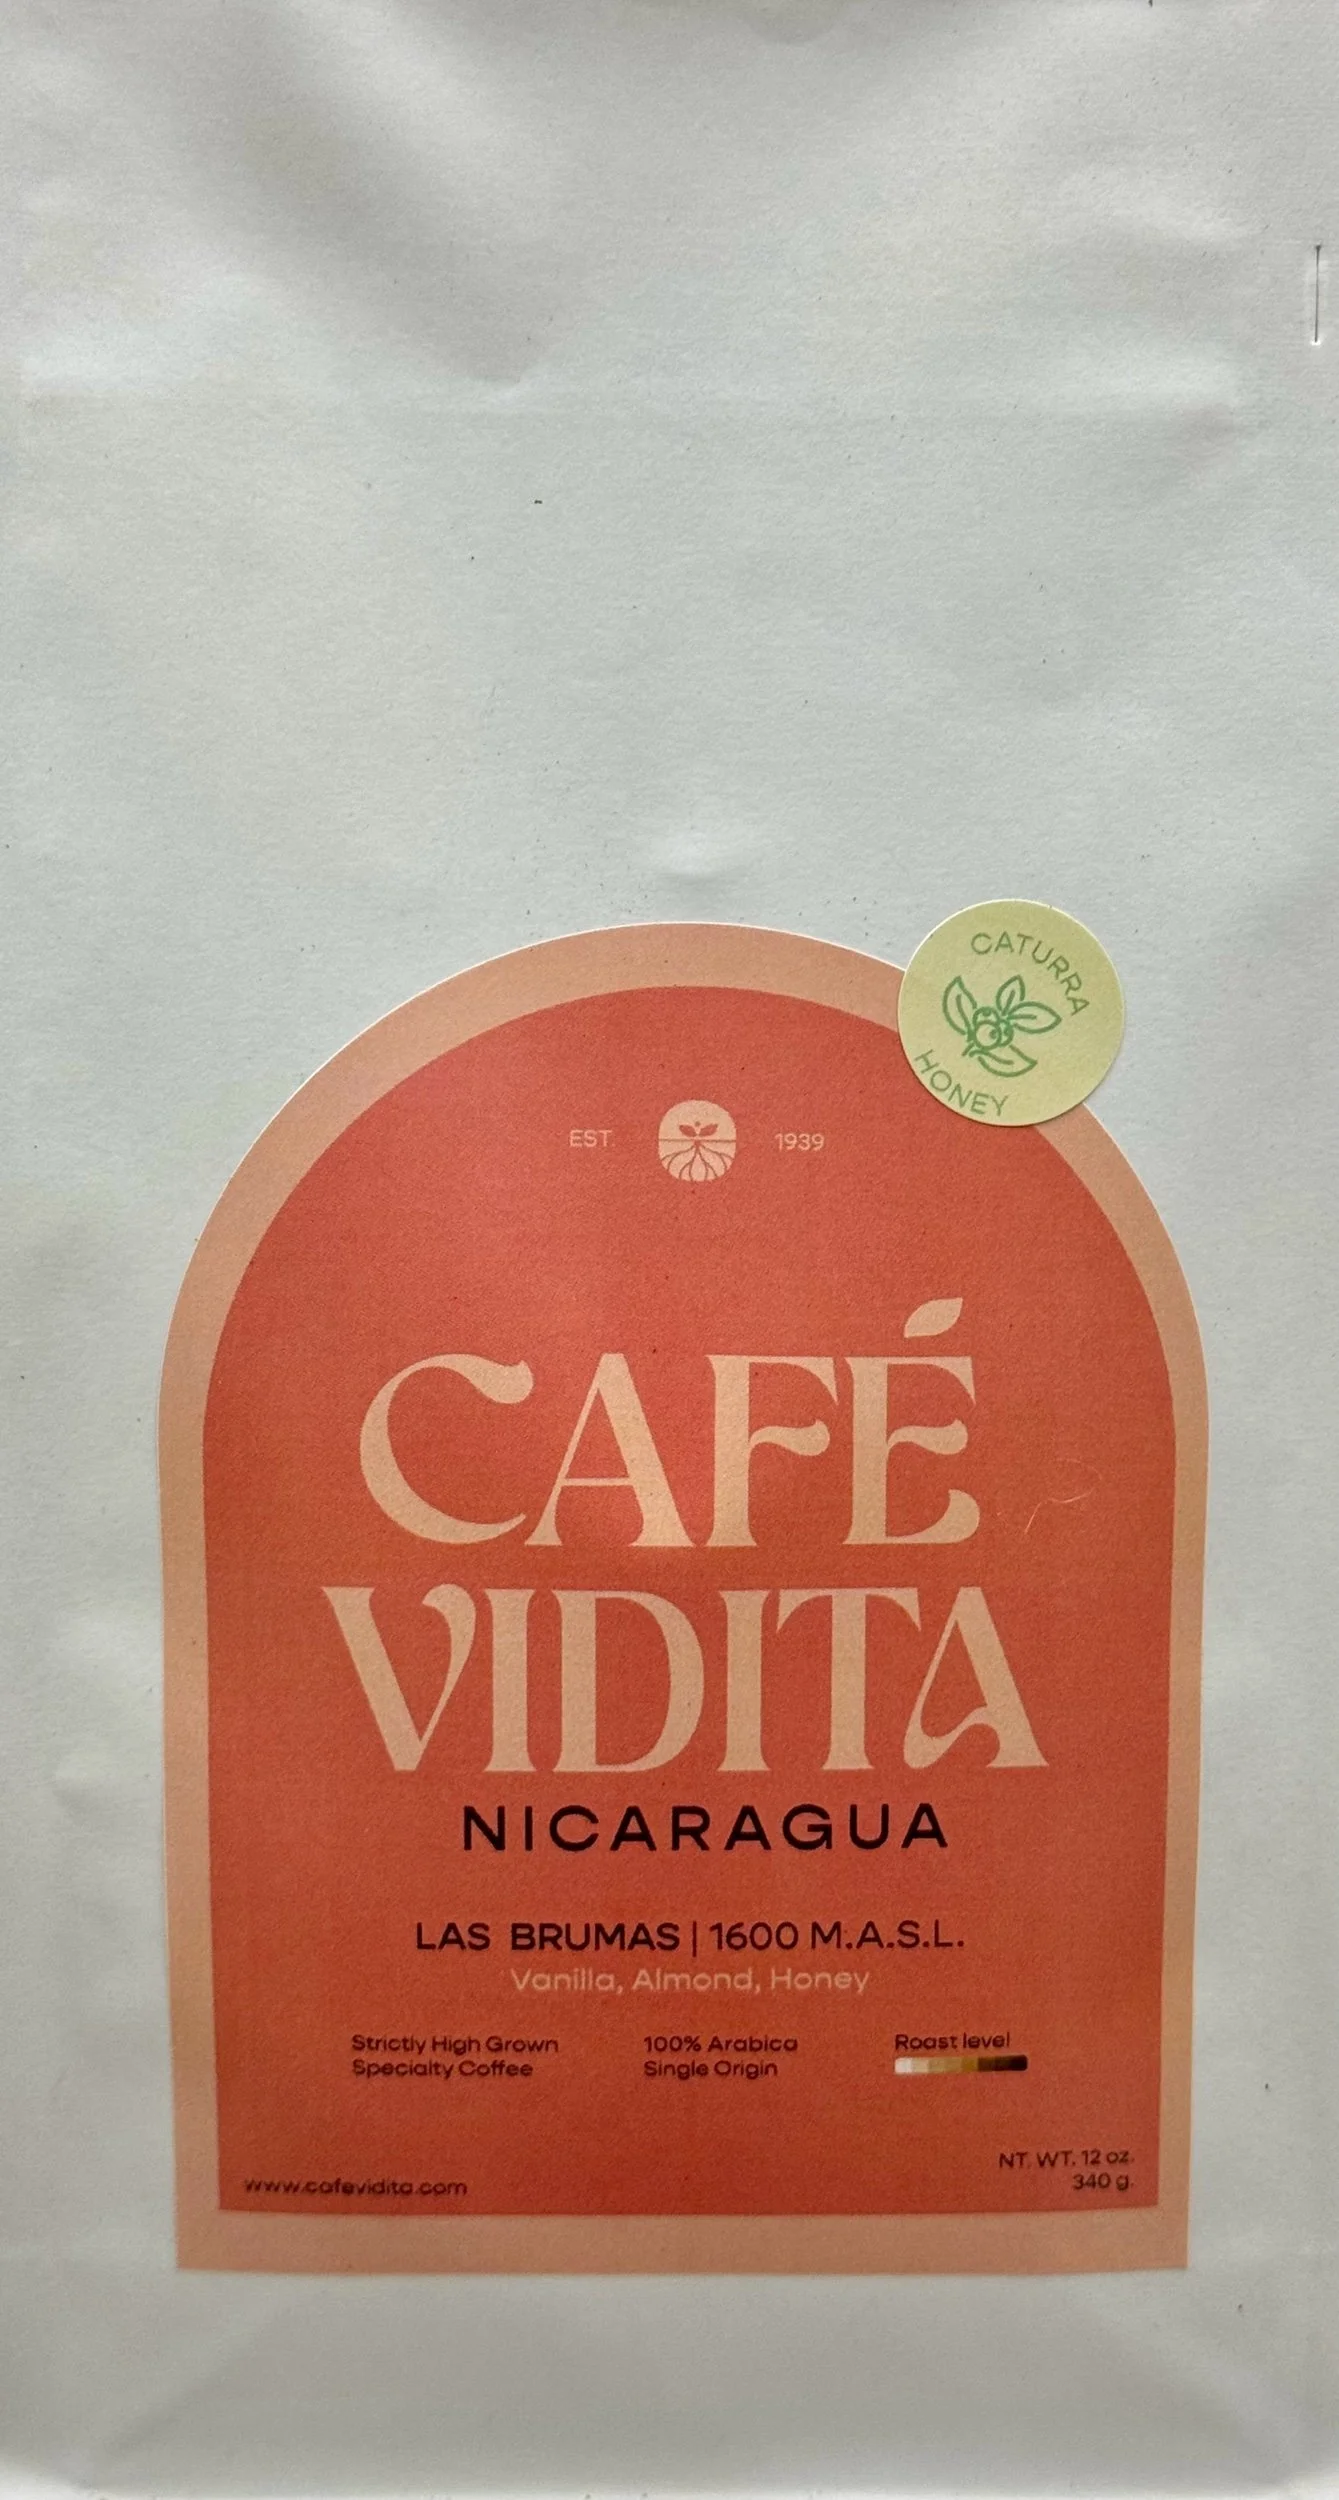 CATURRA
HONEY
EST. 1939
CAFÉ
VIDITA
NICARAGUA
LAS BRUMAS | 1600 M.A.S.L.
Vanilla, Almond, Honey
Strictly High Grown
Specialty Coffee
100% Arabica
Single Origin
Roast level
www.cafevidita.com
NT. WT. 12 oz.
340 g.